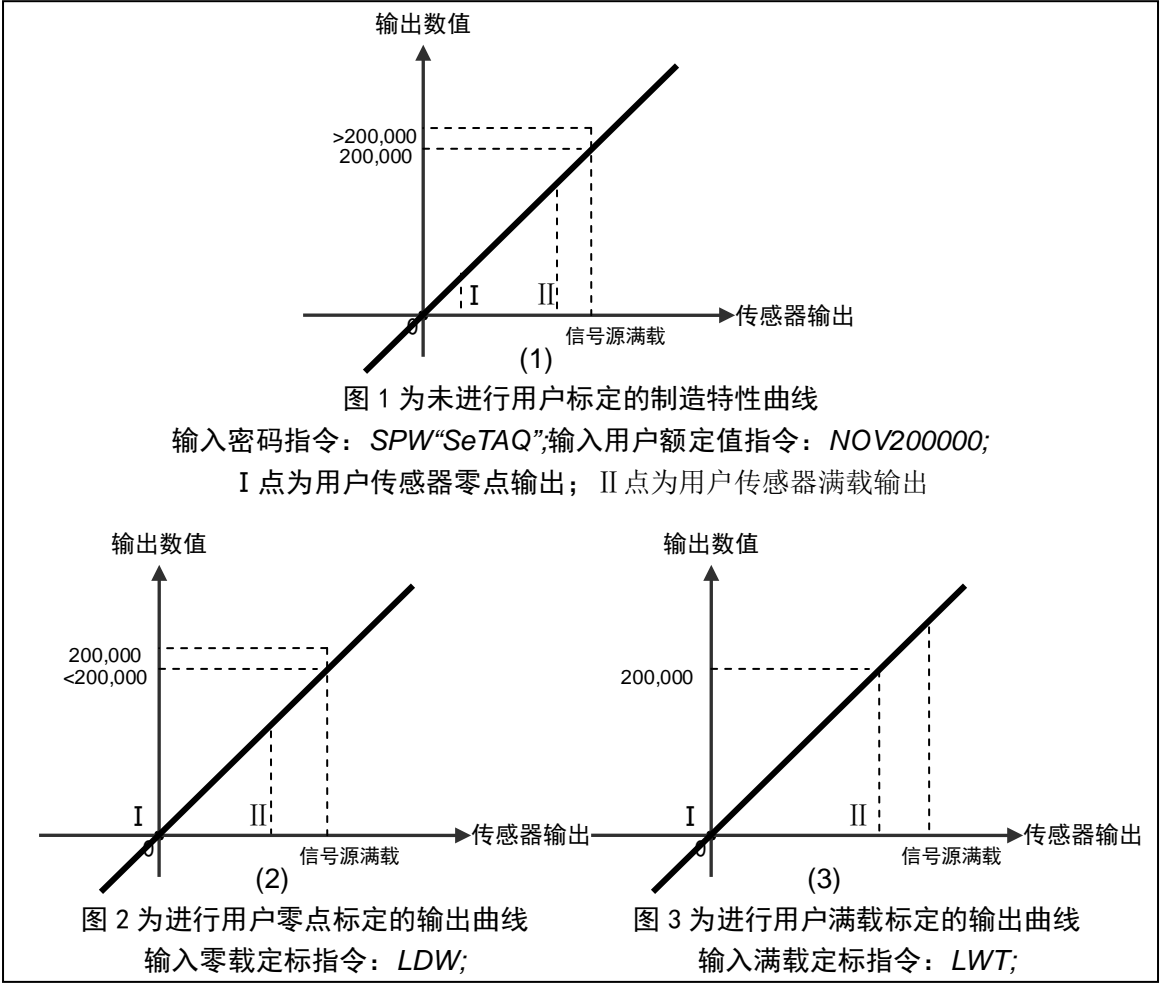 输出数值
>200,000
200,000
I
II
0
传感器输出
信号源满载
(1)
图 1 为未进行用户标定的制造特性曲线
输入密码指令：SPW“SeTAQ”;输入用户额定值指令：NOV200000;
I 点为用户传感器零点输出；II 点为用户传感器满载输出
输出数值
200,000
<200,000
I
II
0
传感器输出
信号源满载
(2)
图 2 为进行用户零点标定的输出曲线
输入零载定标指令：LDW;
输出数值
200,000
I
II
0
传感器输出
信号源满载
(3)
图 3 为进行用户满载标定的输出曲线
输入满载定标指令：LWT;